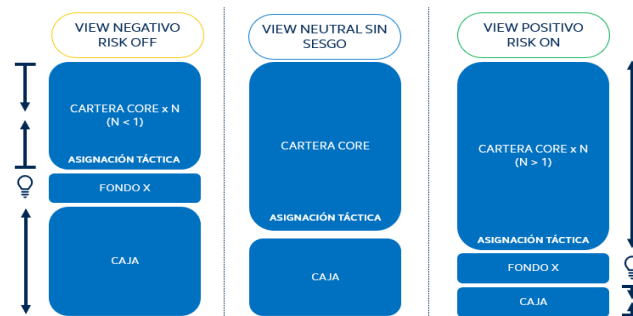 VIEW NEGATIVO
RISK OFF
CARTERA CORE x N
(N < 1)
ASIGNACIÓN TÁCTICA
FONDO X
CAJA
VIEW NEUTRAL SIN
SESGO
CARTERA CORE
ASIGNACIÓN TÁCTICA
CAJA
VIEW POSITIVO
RISK ON
CARTERA CORE x N
(N > 1)
ASIGNACIÓN TÁCTICA
FONDO X
CAJA